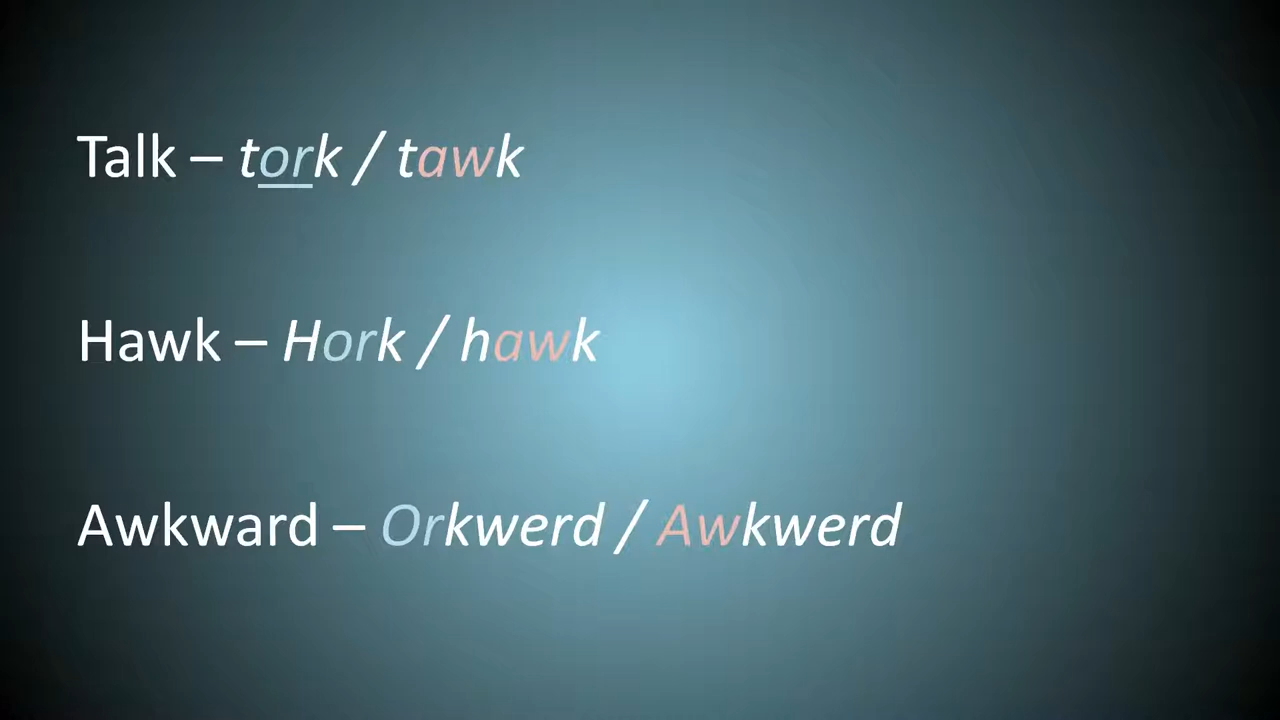 Talk – tork / tawk
Hawk – Hork / hawk
Awkward – Orkwerd / Awkwerd